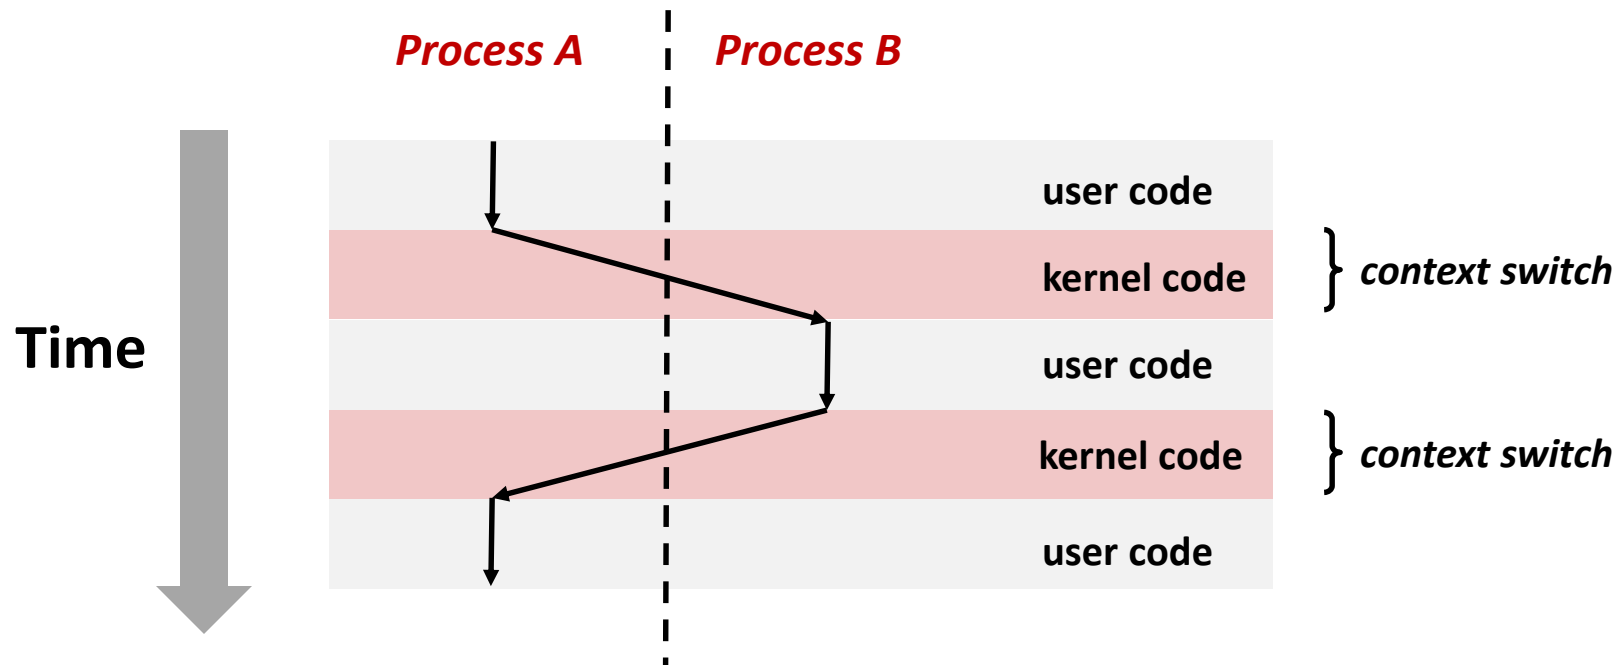 Process A
Process B
user code
kernel code
context switch
Time
user code
kernel code
context switch
user code